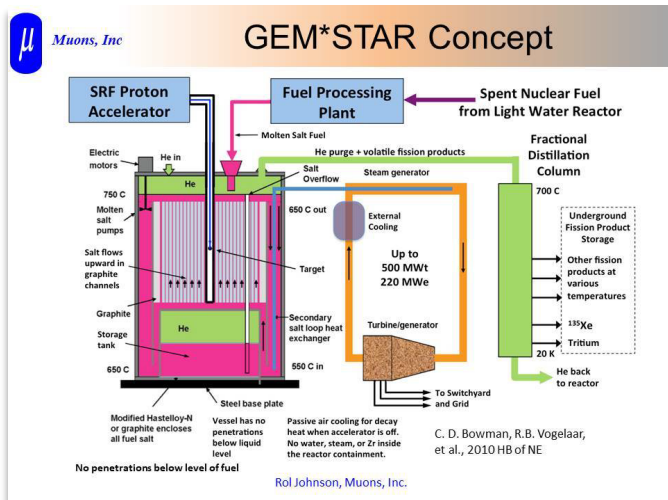 μ Muons, Inc
GEM*STAR Concept
SRF Proton
Accelerator
Fuel Processing
Plant
Spent Nuclear Fuel
from Light Water Reactor
Molten Salt Fuel
Electric
motors
He in
He purge + volatile fission products
Fractional
Distillation
Column
Salt
Overflow
Steam generator
He
750 C
700 C
Molten
salt
pumps
650 C out
External
Cooling
Underground
Fission Product
Storage
Salt flows
upward in
graphite
channels
Target
Up to
500 MWt
220 MWe
Other fission
products at
various
temperatures
Graphite
He
Secondary
salt loop heat
exchanger
Turbine/generator
¹³⁵Xe
Storage
tank
Tritium
650 C
550 C in
20 K
He back
to reactor
To Switchyard
and Grid
Steel base plate
Modified Hastelloy-N
or graphite encloses
all fuel salt
Vessel has no
penetrations
below liquid
level
Passive air cooling for decay
heat when accelerator is off.
No water, steam, or Zr inside
the reactor containment.
C. D. Bowman, R.B. Vogelaar,
et al., 2010 HB of NE
No penetrations below level of fuel
Rol Johnson, Muons, Inc.